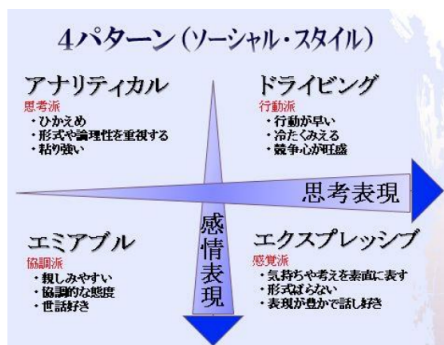 4パターン(ソーシャル・スタイル)
アナリティカル
思考派
・ひかえめ
・形式や論理性を重視する
・粘り強い
ドライビング
行動派
・行動が早い
・冷たくみえる
・競争心が旺盛
思考表現
感情表現
エミアブル
協調派
・親しみやすい
・協調的な態度
・世話好き
エクスプレッシブ
感覚派
・気持ちや考えを素直に表す
・形式ばらない
・表現が豊かで話し好き